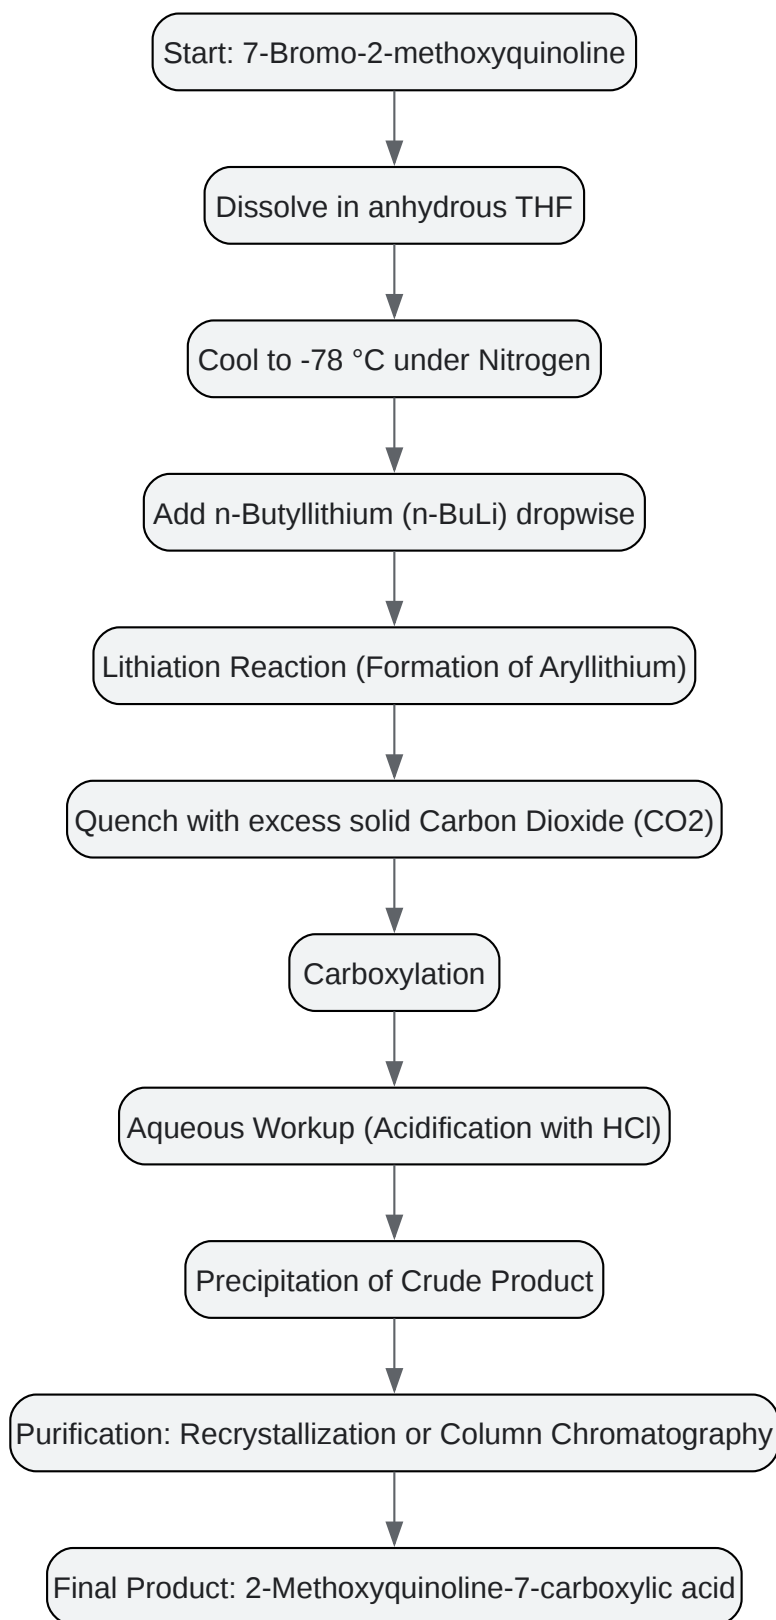 Start: 7-Bromo-2-methoxyquinoline
Dissolve in anhydrous THF
Cool to -78 °C under Nitrogen
Add n-Butyllithium (n-BuLi) dropwise
Lithiation Reaction (Formation of Aryllithium)
Quench with excess solid Carbon Dioxide (CO2)
Carboxylation
Aqueous Workup (Acidification with HCl)
Precipitation of Crude Product
Purification: Recrystallization or Column Chromatography
Final Product: 2-Methoxyquinoline-7-carboxylic acid